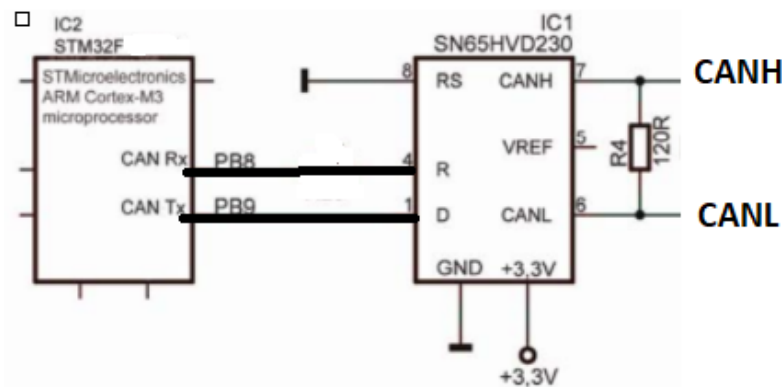 IC2
STM32F
STMicroelectronics
ARM Cortex-M3
microprocessor
CAN Rx
PB8
CAN Tx
PB9
IC1
SN65HVD230
8
RS
CANH
7
CANH
VREF
5
R4
120R
4
R
1
D
CANL
6
CANL
GND
+3,3V
+3,3V